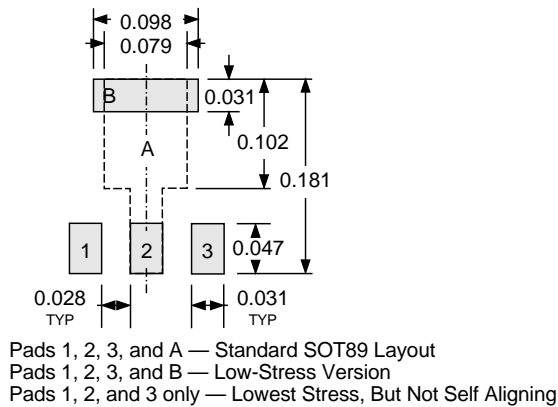 0.098
0.079
B
0.031
A
0.102
0.181
1
2
3
0.047
0.028
TYP
0.031
TYP
Pads 1, 2, 3, and A — Standard SOT89 Layout
Pads 1, 2, 3, and B — Low-Stress Version
Pads 1, 2, and 3 only — Lowest Stress, But Not Self Aligning